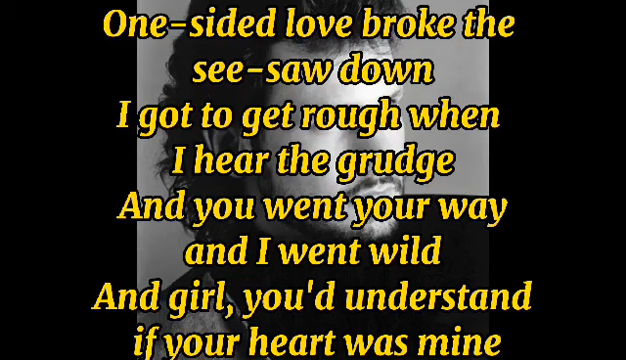 One-sided love broke the
see-saw down
I got to get rough when
I hear the grudge
And you went your way
and I went wild
And girl, you'd understand
if your heart was mine